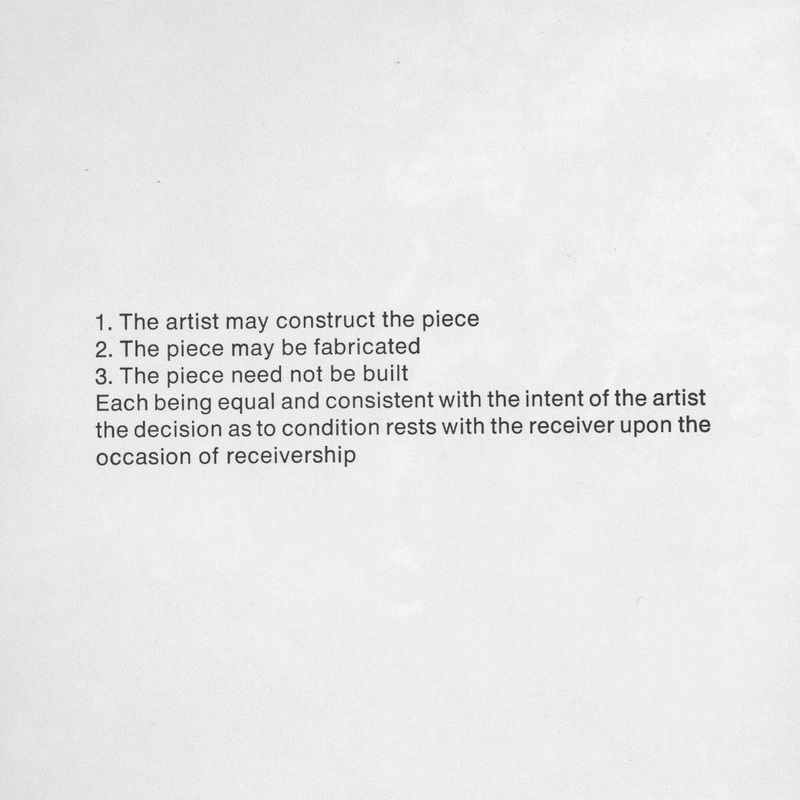 1. The artist may construct the piece
2. The piece may be fabricated
3. The piece need not be built
Each being equal and consistent with the intent of the artist
the decision as to condition rests with the receiver upon the
occasion of receivership